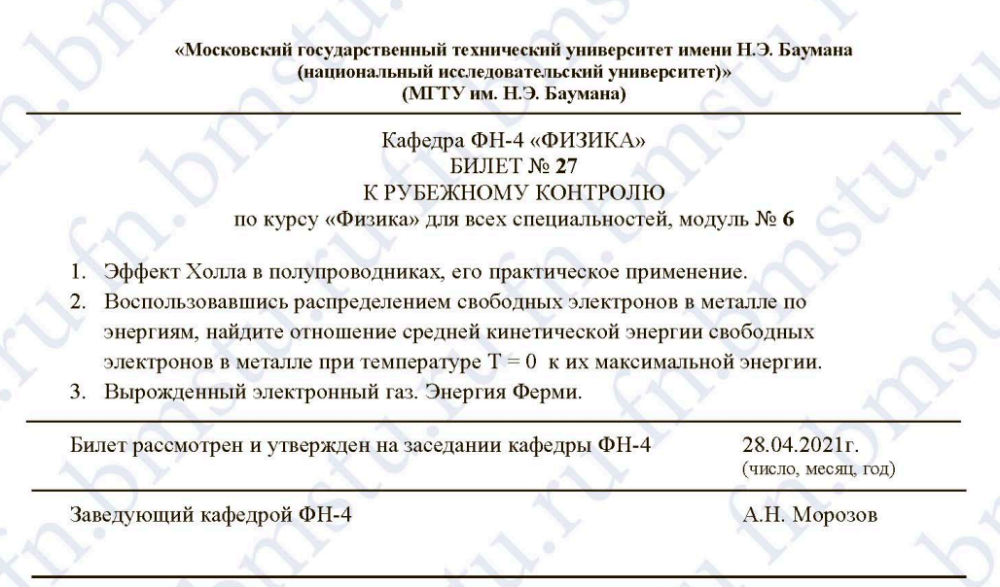 «Московский государственный технический университет имени Н.Э. Баумана
(национальный исследовательский университет)»
(МГТУ им. Н.Э. Баумана)
Кафедра ФН-4 «ФИЗИКА»
БИЛЕТ № 27
К РУБЕЖНОМУ КОНТРОЛЮ
по курсу «Физика» для всех специальностей, модуль № 6
1. Эффект Холла в полупроводниках, его практическое применение.
2. Воспользовавшись распределением свободных электронов в металле по
энергиям, найдите отношение средней кинетической энергии свободных
электронов в металле при температуре T = 0 к их максимальной энергии.
3. Вырожденный электронный газ. Энергия Ферми.
Билет рассмотрен и утвержден на заседании кафедры ФН-4 28.04.2021г.
(число, месяц, год)
Заведующий кафедрой ФН-4 А.Н. Морозов
fn.bmstu.ru